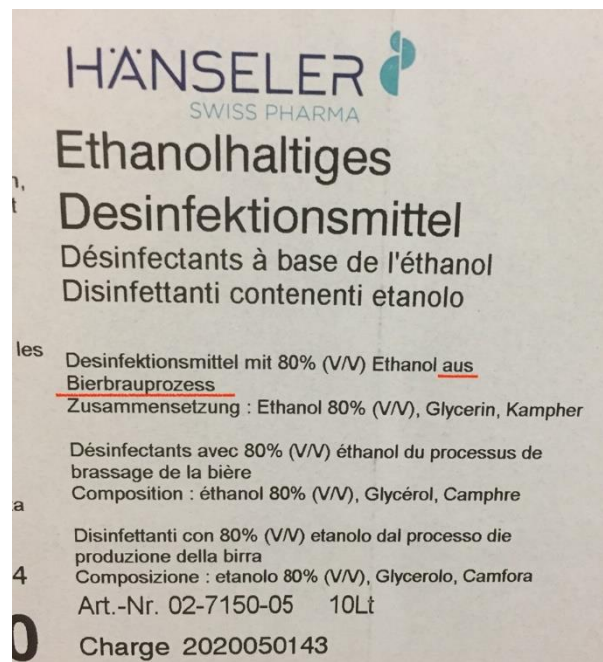 HÄNSELER
SWISS PHARMA
Ethanolhaltiges
Desinfektionsmittel
Désinfectants à base de l'éthanol
Disinfettanti contenenti etanolo
n,
t
les
Desinfektionsmittel mit 80% (V/V) Ethanol aus
Bierbrauprozess
Zusammensetzung : Ethanol 80% (V/V), Glycerin, Kampher
Désinfectants avec 80% (V/V) éthanol du processus de
brassage de la bière
Composition : éthanol 80% (V/V), Glycérol, Camphre
a
Disinfettanti con 80% (V/V) etanolo dal processo die
produzione della birra
4
Composizione : etanolo 80% (V/V), Glycerolo, Camfora
Art.-Nr. 02-7150-05 10Lt
0
Charge 2020050143